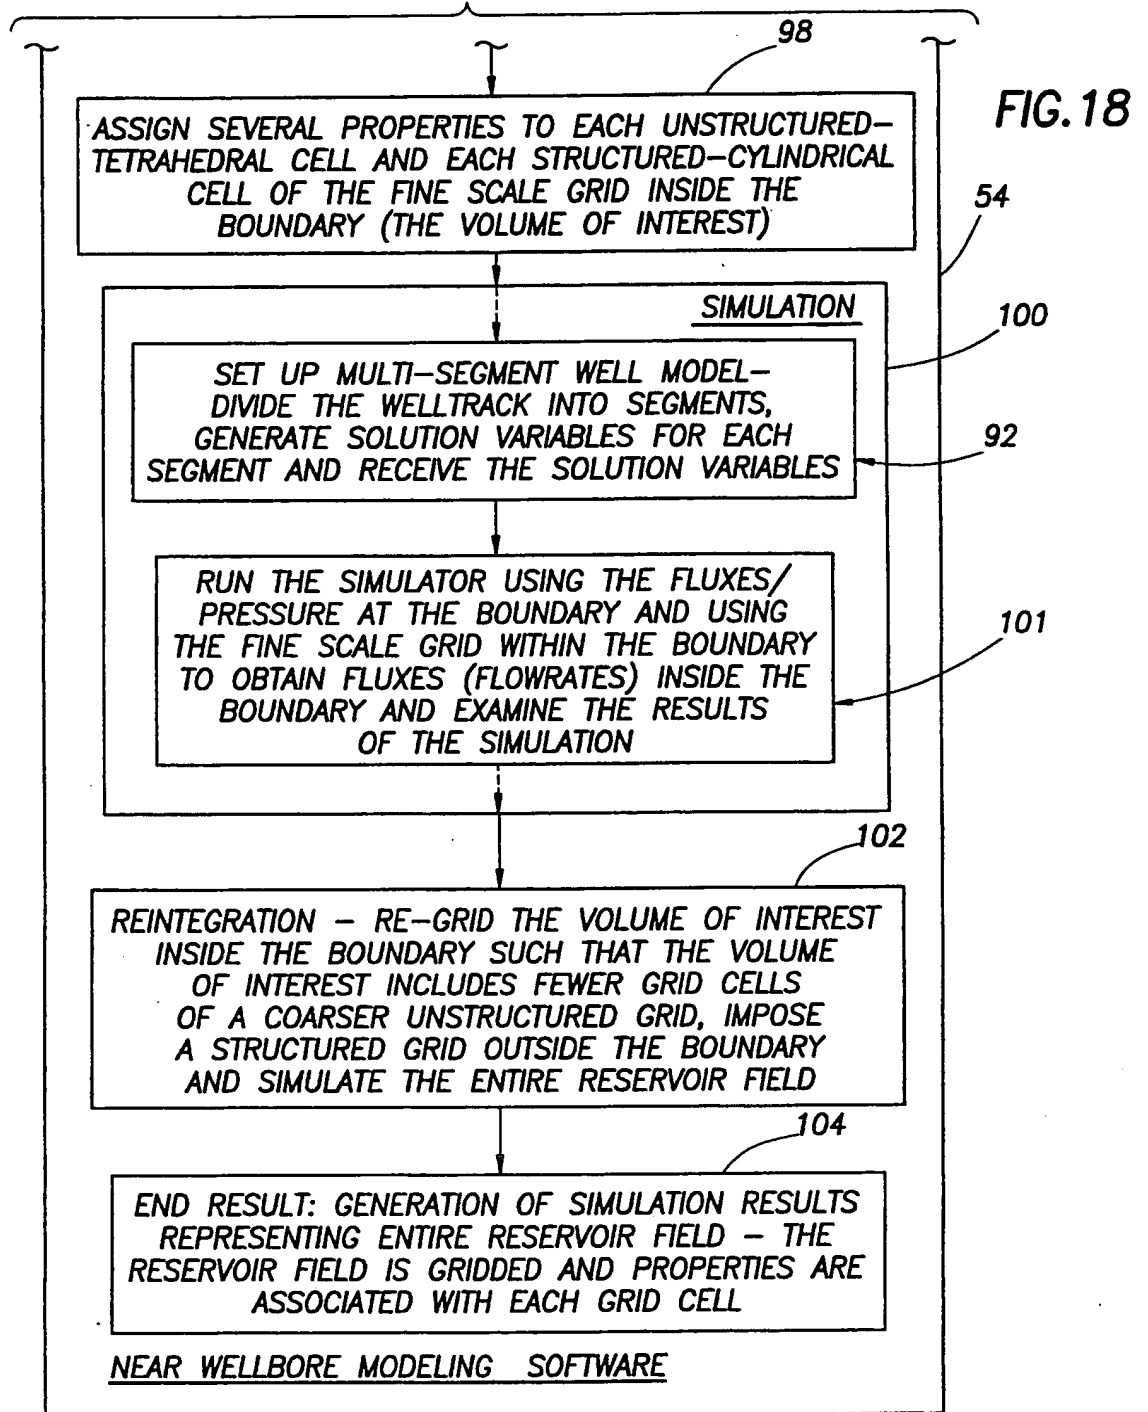 98
FIG.18
ASSIGN SEVERAL PROPERTIES TO EACH UNSTRUCTURED-
TETRAHEDRAL CELL AND EACH STRUCTURED-CYLINDRICAL
CELL OF THE FINE SCALE GRID INSIDE THE
BOUNDARY (THE VOLUME OF INTEREST)
54
SIMULATION
100
SET UP MULTI-SEGMENT WELL MODEL-
DIVIDE THE WELLTRACK INTO SEGMENTS,
GENERATE SOLUTION VARIABLES FOR EACH
SEGMENT AND RECEIVE THE SOLUTION VARIABLES
92
RUN THE SIMULATOR USING THE FLUXES/
PRESSURE AT THE BOUNDARY AND USING
THE FINE SCALE GRID WITHIN THE BOUNDARY
TO OBTAIN FLUXES (FLOWRATES) INSIDE THE
BOUNDARY AND EXAMINE THE RESULTS
OF THE SIMULATION
101
102
REINTEGRATION - RE-GRID THE VOLUME OF INTEREST
INSIDE THE BOUNDARY SUCH THAT THE VOLUME
OF INTEREST INCLUDES FEWER GRID CELLS
OF A COARSER UNSTRUCTURED GRID, IMPOSE
A STRUCTURED GRID OUTSIDE THE BOUNDARY
AND SIMULATE THE ENTIRE RESERVOIR FIELD
104
END RESULT: GENERATION OF SIMULATION RESULTS
REPRESENTING ENTIRE RESERVOIR FIELD - THE
RESERVOIR FIELD IS GRIDDED AND PROPERTIES ARE
ASSOCIATED WITH EACH GRID CELL
NEAR WELLBORE MODELING SOFTWARE